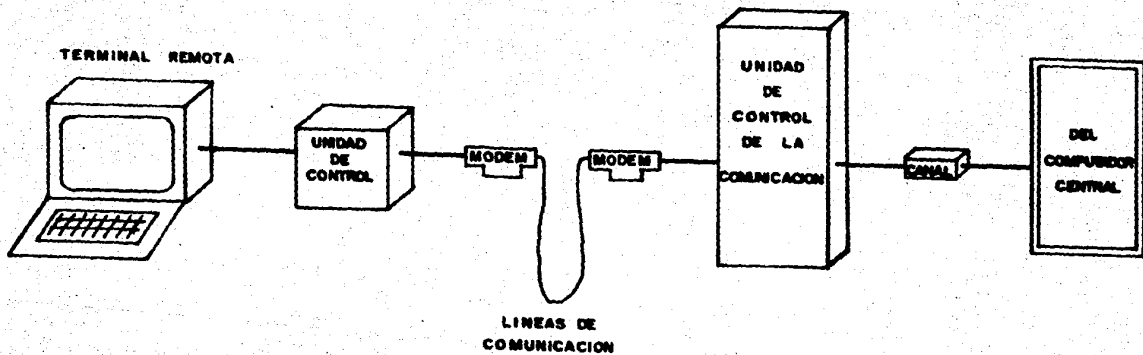 TERMINAL REMOTA
UNIDAD
DE
CONTROL
MODEM
LINEAS DE
COMUNICACION
MODEM
UNIDAD
DE
CONTROL
DE LA
COMUNICACION
CANAL
DEL
COMPUTADOR
CENTRAL